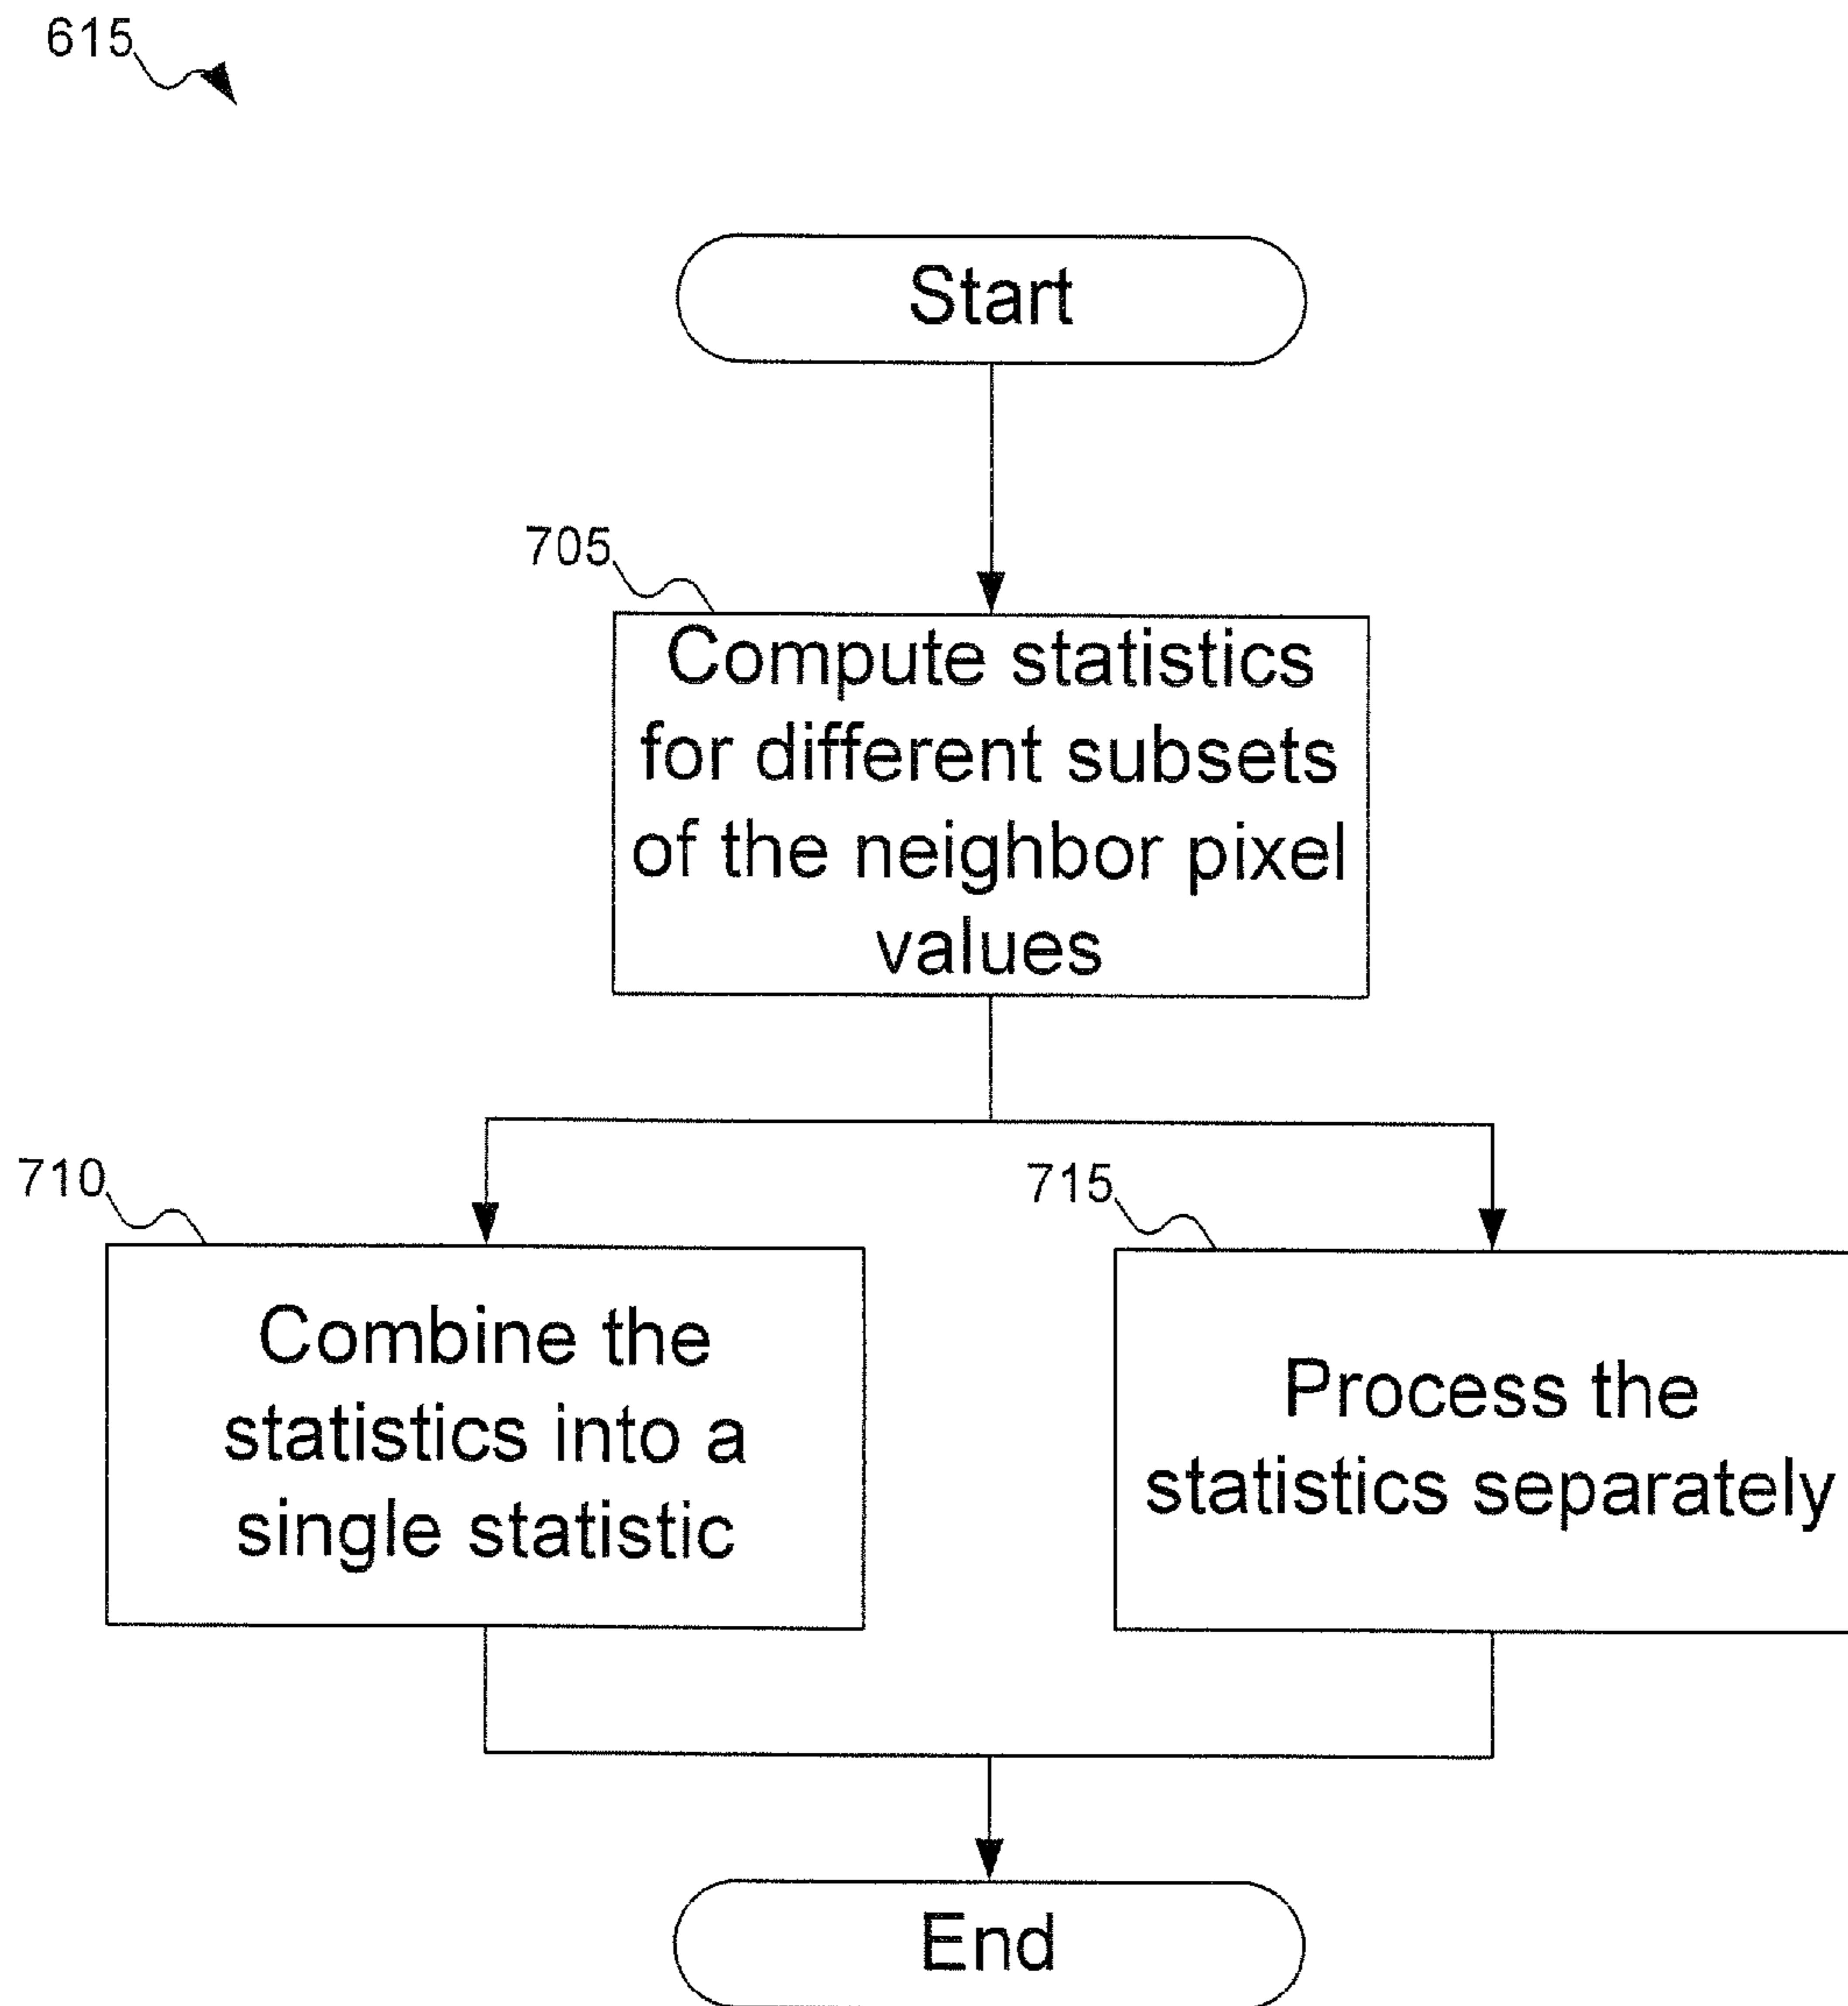 615
Start
705
Compute statistics
for different subsets
of the neighbor pixel
values
710
Combine the
statistics into a
single statistic
715
Process the
statistics separately
End